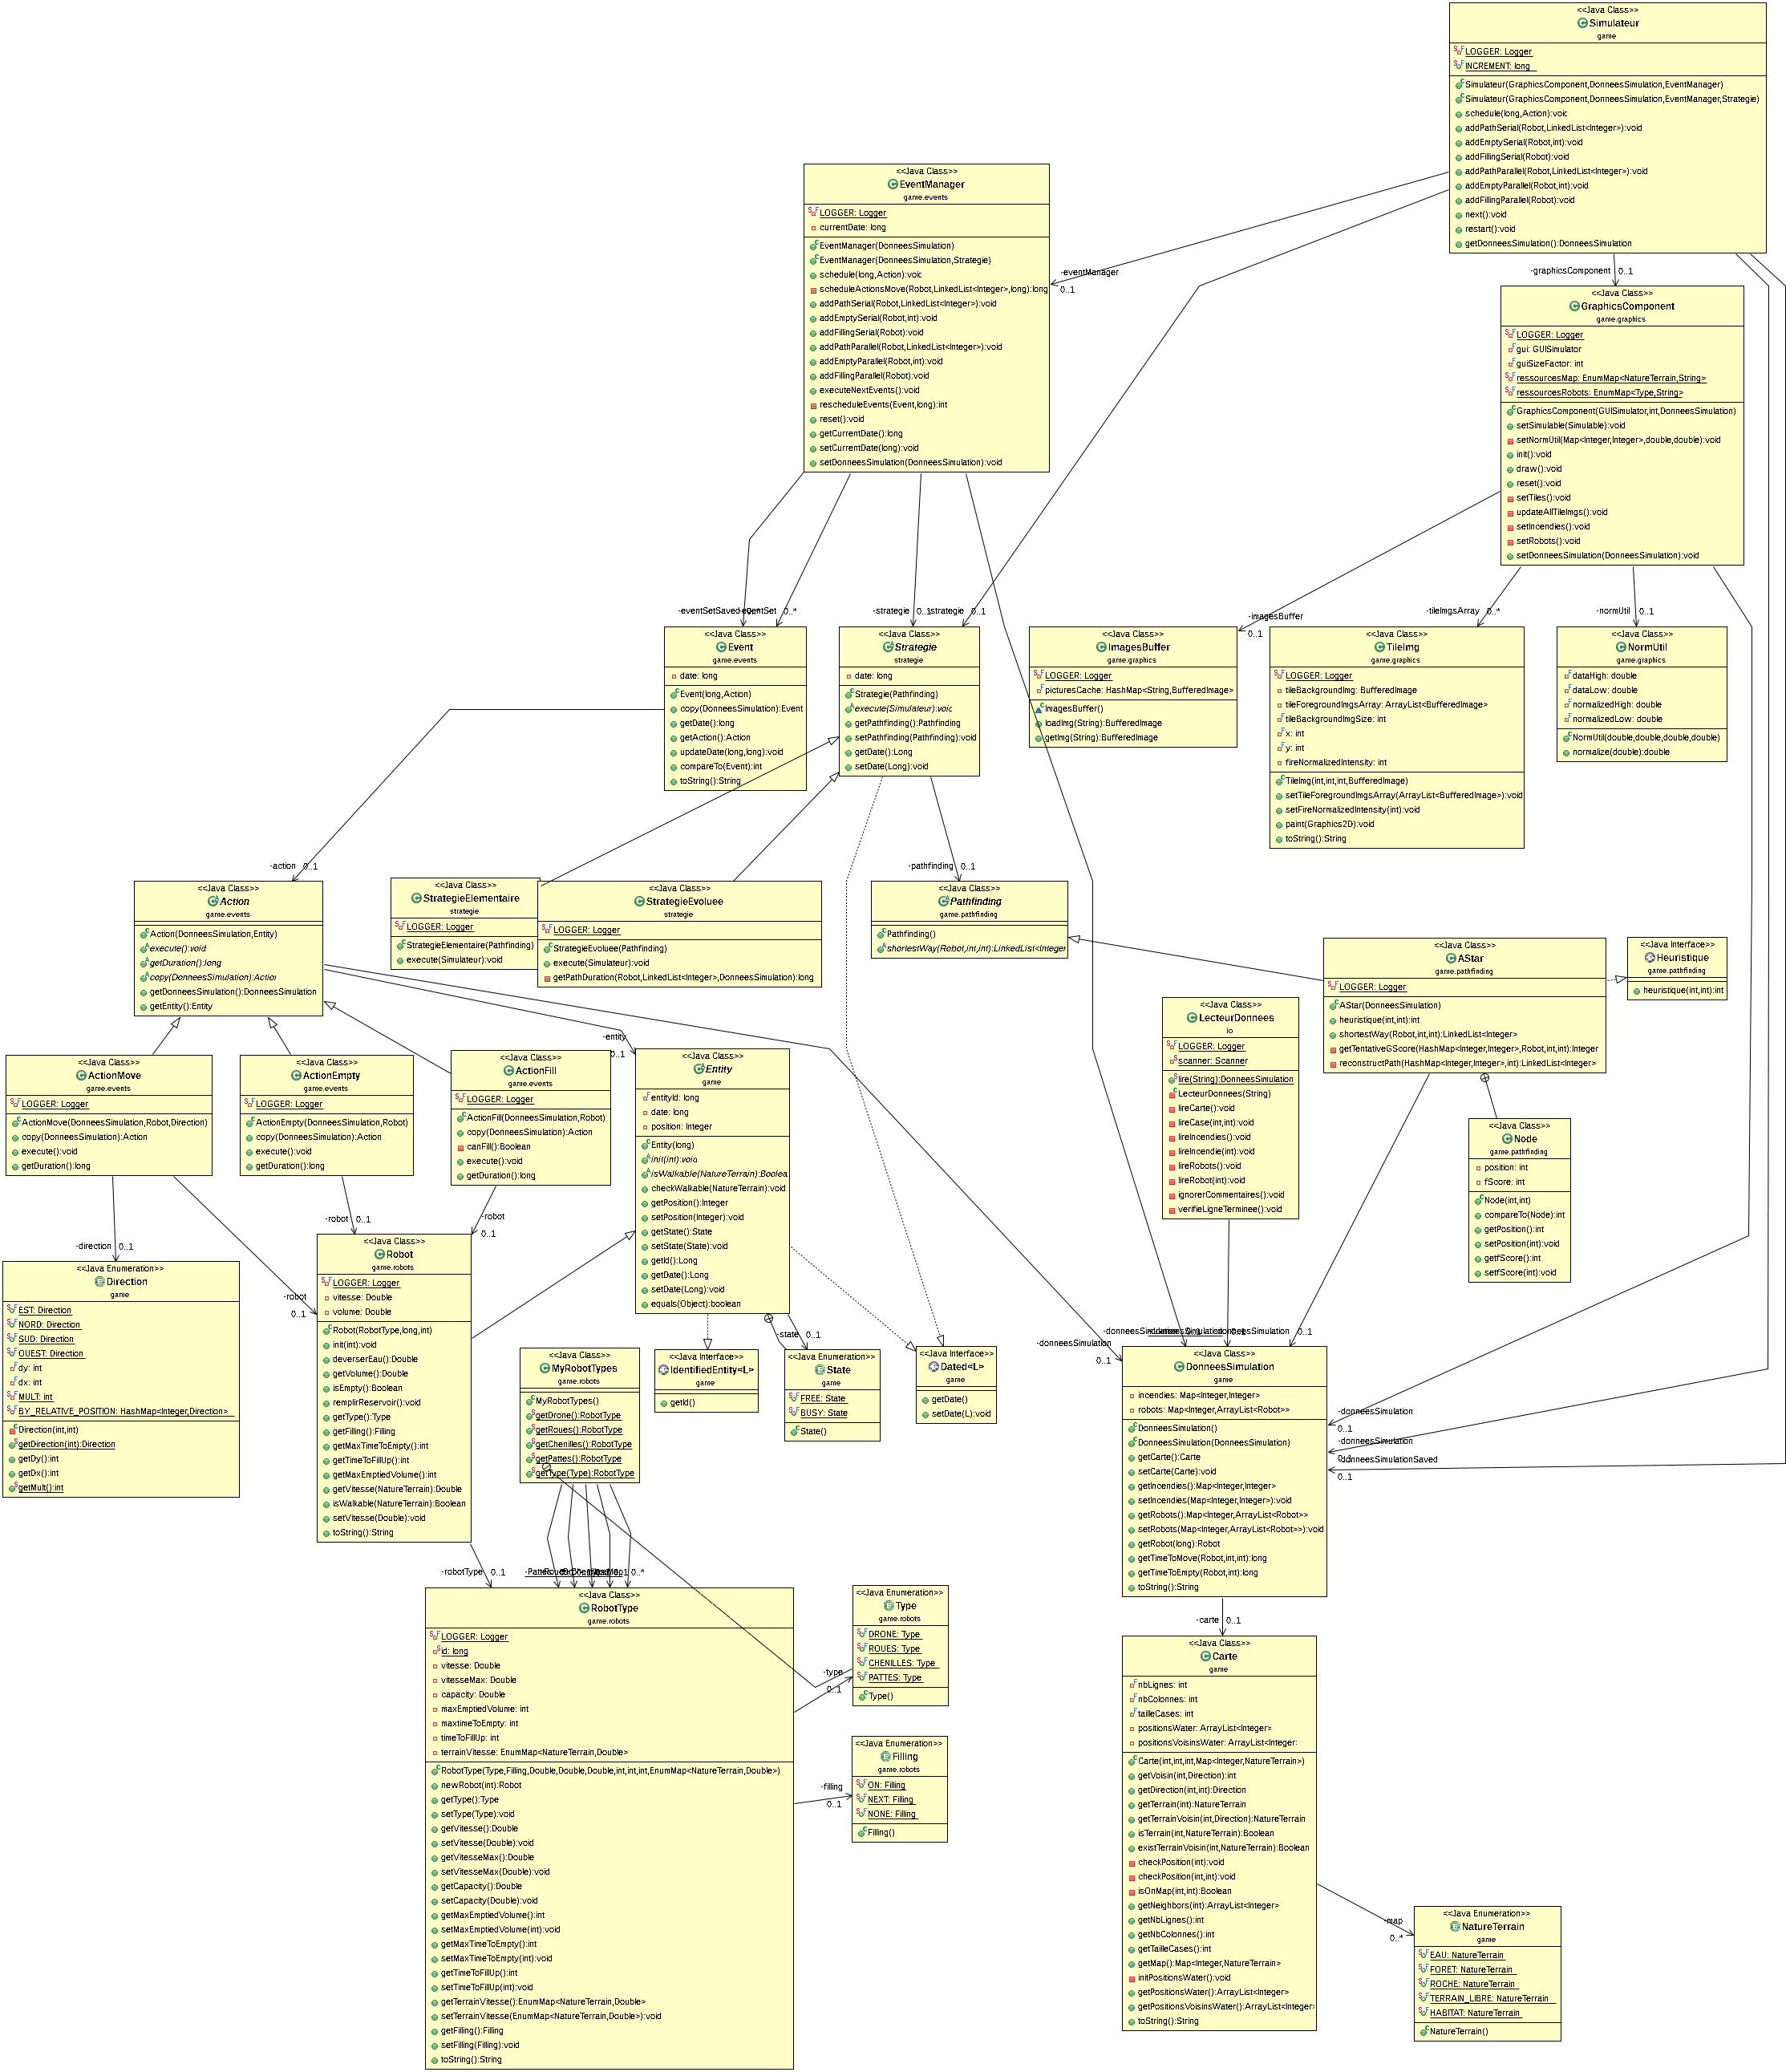 <<Java Class>>
Simulateur
game
LOGGER: Logger
INCREMENT: long
Simulateur(GraphicsComponent,DonneesSimulation,EventManager)
Simulateur(GraphicsComponent,DonneesSimulation,EventManager,Strategie)
schedule(long,Action):voic
addPathSerial(Robot,LinkedList<Integer>):void
addEmptySerial(Robot,int):void
addFillingSerial(Robot):void
addPathParallel(Robot,LinkedList<Integer>):void
addEmptyParallel(Robot,int):void
addFillingParallel(Robot):void
next():void
restart():void
getDonneesSimulation():DonneesSimulation
<<Java Class>>
EventManager
game.events
LOGGER: Logger
currentDate: long
EventManager(DonneesSimulation)
EventManager(DonneesSimulation,Strategie)
schedule(long,Action):voic
scheduleActionsMove(Robot,LinkedList<Integer>,long):long
addPathSerial(Robot,LinkedList<Integer>):void
addEmptySerial(Robot,int):void
addFillingSerial(Robot):void
addPathParallel(Robot,LinkedList<Integer>):void
addEmptyParallel(Robot,int):void
addFillingParallel(Robot):void
executeNextEvents():void
rescheduleEvents(Event,long):int
reset():void
getCurrentDate():long
setCurrentDate(long):void
setDonneesSimulation(DonneesSimulation):void
-eventManager
0..1
-graphicsComponent 0..1
<<Java Class>>
GraphicsComponent
game.graphics
LOGGER: Logger
gui: GUISimulator
guiSizeFactor: int
ressourcesMap: EnumMap<NatureTerrain,String>
ressourcesRobots: EnumMap<Type,String>
GraphicsComponent(GUISimulator,int,DonneesSimulation)
setSimulable(Simulable):void
setNormUtil(Map<Integer,Integer>,double,double):void
init():void
draw():void
reset():void
setTiles():void
updateAllTileImgs():void
setIncendies():void
setRobots():void
setDonneesSimulation(DonneesSimulation):void
-eventSetSaved
0..*
-strategie 0..1
strategie 0..1
-imagesBuffer
0..1
-tileImgsArray 0..*
-normUtil 0..1
<<Java Class>>
Event
game.events
date: long
Event(long,Action)
copy(DonneesSimulation):Event
getDate():long
getAction():Action
updateDate(long,long):void
compareTo(Event):int
toString():String
<<Java Class>>
Strategie
strategie
date: long
Strategie(Pathfinding)
execute(Simulateur):voic
getPathfinding():Pathfinding
setPathfinding(Pathfinding):void
getDate():Long
setDate(Long):void
<<Java Class>>
ImagesBuffer
game.graphics
LOGGER: Logger
picturesCache: HashMap<String,BufferedImage>
ImagesBuffer()
loadImg(String):BufferedImage
getImg(String):BufferedImage
<<Java Class>>
TileImg
game.graphics
LOGGER: Logger
tileBackgroundImg: BufferedImage
tileForegroundImgsArray: ArrayList<BufferedImage>
tileBackgroundImgSize: int
x: int
y: int
fireNormalizedIntensity: int
TileImg(int,int,int,BufferedImage)
setTileForegroundImgsArray(ArrayList<BufferedImage>):void
setFireNormalizedIntensity(int):void
paint(Graphics2D):void
toString():String
<<Java Class>>
NormUtil
game.graphics
dataHigh: double
dataLow: double
normalizedHigh: double
normalizedLow: double
NormUtil(double,double,double,double)
normalize(double):double
-action 0..1
-pathfinding 0..1
<<Java Class>>
Action
game.events
Action(DonneesSimulation,Entity)
execute():void
getDuration():long
copy(DonneesSimulation):Action
getDonneesSimulation():DonneesSimulation
getEntity():Entity
<<Java Class>>
StrategieElementaire
strategie
LOGGER: Logger
StrategieElementaire(Pathfinding)
execute(Simulateur):void
<<Java Class>>
StrategieEvoluee
strategie
LOGGER: Logger
StrategieEvoluee(Pathfinding)
execute(Simulateur):void
getPathDuration(Robot,LinkedList<Integer>,DonneesSimulation):long
<<Java Class>>
Pathfinding
game.pathfinding
Pathfinding()
shortestWay(Robot,int,int):LinkedList<Integer
<<Java Class>>
AStar
game.pathfinding
LOGGER: Logger
AStar(DonneesSimulation)
heuristique(int,int):int
shortestWay(Robot,int,int):LinkedList<Integer>
getTentativeGScore(HashMap<Integer,Integer>,Robot,int,int):Integer
reconstructPath(HashMap<Integer,Integer>,int):LinkedList<Integer>
<<Java Interface>>
Heuristique
game.pathfinding
heuristique(int,int):int
<<Java Class>>
LecteurDonnees
io
LOGGER: Logger
scanner: Scanner
lire(String):DonneesSimulation
LecteurDonnees(String)
lireCarte():void
lireCase(int,int):void
lireIncendies():void
lireIncendie(int):void
lireRobots():void
lireRobot(int):void
ignorerCommentaires():void
verifieLigneTerminee():void
<<Java Class>>
Node
game.pathfinding
position: int
fScore: int
Node(int,int)
compareTo(Node):int
getPosition():int
setPosition(int):void
getfScore():int
setfScore(int):void
<<Java Class>>
ActionMove
game.events
LOGGER: Logger
ActionMove(DonneesSimulation,Robot,Direction)
copy(DonneesSimulation):Action
execute():void
getDuration():long
<<Java Class>>
ActionEmpty
game.events
LOGGER: Logger
ActionEmpty(DonneesSimulation,Robot)
copy(DonneesSimulation):Action
execute():void
getDuration():long
<<Java Class>>
ActionFill
game.events
LOGGER: Logger
ActionFill(DonneesSimulation,Robot)
copy(DonneesSimulation):Action
canFill():Boolean
execute():void
getDuration():long
-entity
0..1
<<Java Class>>
Entity
game
entityId: long
date: long
position: Integer
Entity(long)
init(int):void
isWalkable(NatureTerrain):Boolea
checkWalkable(NatureTerrain):void
getPosition():Integer
setPosition(Integer):void
getState():State
setState(State):void
getId():Long
getDate():Long
setDate(Long):void
equals(Object):boolean
-direction 0..1
-robot
0..1
-robot 0..1
-robot
0..1
<<Java Enumeration>>
Direction
game
EST: Direction
NORD: Direction
SUD: Direction
OUEST: Direction
dy: int
dx: int
MULT: int
BY_RELATIVE_POSITION: HashMap<Integer,Direction>
Direction(int,int)
getDirection(int):Direction
getDy():int
getDx():int
getMult():int
<<Java Class>>
Robot
game.robots
LOGGER: Logger
vitesse: Double
volume: Double
Robot(RobotType,long,int)
init(int):void
deverserEau():Double
getVolume():Double
isEmpty():Boolean
remplirReservoir():void
getType():Type
getFilling():Filling
getMaxTimeToEmpty():int
getTimeToFillUp():int
getMaxEmptiedVolume():int
getVitesse(NatureTerrain):Double
isWalkable(NatureTerrain):Boolean
setVitesse(Double):void
toString():String
<<Java Class>>
MyRobotTypes
game.robots
MyRobotTypes()
getDrone():RobotType
getRoues():RobotType
getChenilles():RobotType
getPattes():RobotType
getType(Type):RobotType
<<Java Interface>>
IdentifiedEntity<L>
game
getId()
-state
0..1
<<Java Enumeration>>
State
game
FREE: State
BUSY: State
State()
<<Java Interface>>
Dated<L>
game
getDate()
setDate(L):void
-donneesSimulation
0..1
0..1
<<Java Class>>
DonneesSimulation
game
incendies: Map<Integer,Integer>
robots: Map<Integer,ArrayList<Robot>>
DonneesSimulation()
DonneesSimulation(DonneesSimulation)
getCarte():Carte
setCarte(Carte):void
getIncendies():Map<Integer,Integer>
setIncendies(Map<Integer,Integer>):void
getRobots():Map<Integer,ArrayList<Robot>>
setRobots(Map<Integer,ArrayList<Robot>>):void
getRobot(long):Robot
getTimeToMove(Robot,int,int):long
getTimeToEmpty(Robot,int):long
toString():String
-donneesSimulation
0..1
-donneesSimulation
donneesSimulationSaved
0..1
-robotType 0..1
0..*
<<Java Class>>
RobotType
game.robots
LOGGER: Logger
id: long
vitesse: Double
vitesseMax: Double
capacity: Double
maxEmptiedVolume: int
maxtimeToEmpty: int
timeToFillUp: int
terrainVitesse: EnumMap<NatureTerrain,Double>
RobotType(Type,Filling,Double,Double,Double,int,int,int,EnumMap<NatureTerrain,Double>)
newRobot(int):Robot
getType():Type
setType(Type):void
getVitesse():Double
setVitesse(Double):void
getVitesseMax():Double
setVitesseMax(Double):void
getCapacity():Double
setCapacity(Double):void
getMaxEmptiedVolume():int
setMaxEmptiedVolume(int):void
getMaxTimeToEmpty():int
setMaxTimeToEmpty(int):void
getTimeToFillUp():int
setTimeToFillUp(int):void
getTerrainVitesse():EnumMap<NatureTerrain,Double>
setTerrainVitesse(EnumMap<NatureTerrain,Double>):void
getFilling():Filling
setFilling(Filling):void
toString():String
-type
0..1
<<Java Enumeration>>
Type
game.robots
DRONE: Type
ROUES: Type
CHENILLES: Type
PATTES: Type
Type()
-filling
0..1
<<Java Enumeration>>
Filling
game.robots
ON: Filling
NEXT: Filling
NONE: Filling
Filling()
-carte 0..1
<<Java Class>>
Carte
game
nbLignes: int
nbColonnes: int
tailleCases: int
positionsWater: ArrayList<Integer>
positionsVoisinsWater: ArrayList<Integer:
Carte(int,int,int,Map<Integer,NatureTerrain>)
getVoisin(int,Direction):int
getDirection(int,int):Direction
getTerrain(int):NatureTerrain
getTerrainVoisin(int,Direction):NatureTerrain
isTerrain(int,NatureTerrain):Boolean
existTerrainVoisin(int,NatureTerrain):Boolean
checkPosition(int):void
checkPosition(int,int):void
isOnMap(int,int):Boolean
getNeighbors(int):ArrayList<Integer>
getNbLignes():int
getNbColonnes():int
getTailleCases():int
getMap():Map<Integer,NatureTerrain>
initPositionsWater():void
getPositionsWater():ArrayList<Integer>
getPositionsVoisinsWater():ArrayList<Integer>
toString():String
-map
0..*
<<Java Enumeration>>
NatureTerrain
game
EAU: NatureTerrain
FORET: NatureTerrain
ROCHE: NatureTerrain
TERRAIN_LIBRE: NatureTerrain
HABITAT: NatureTerrain
NatureTerrain()